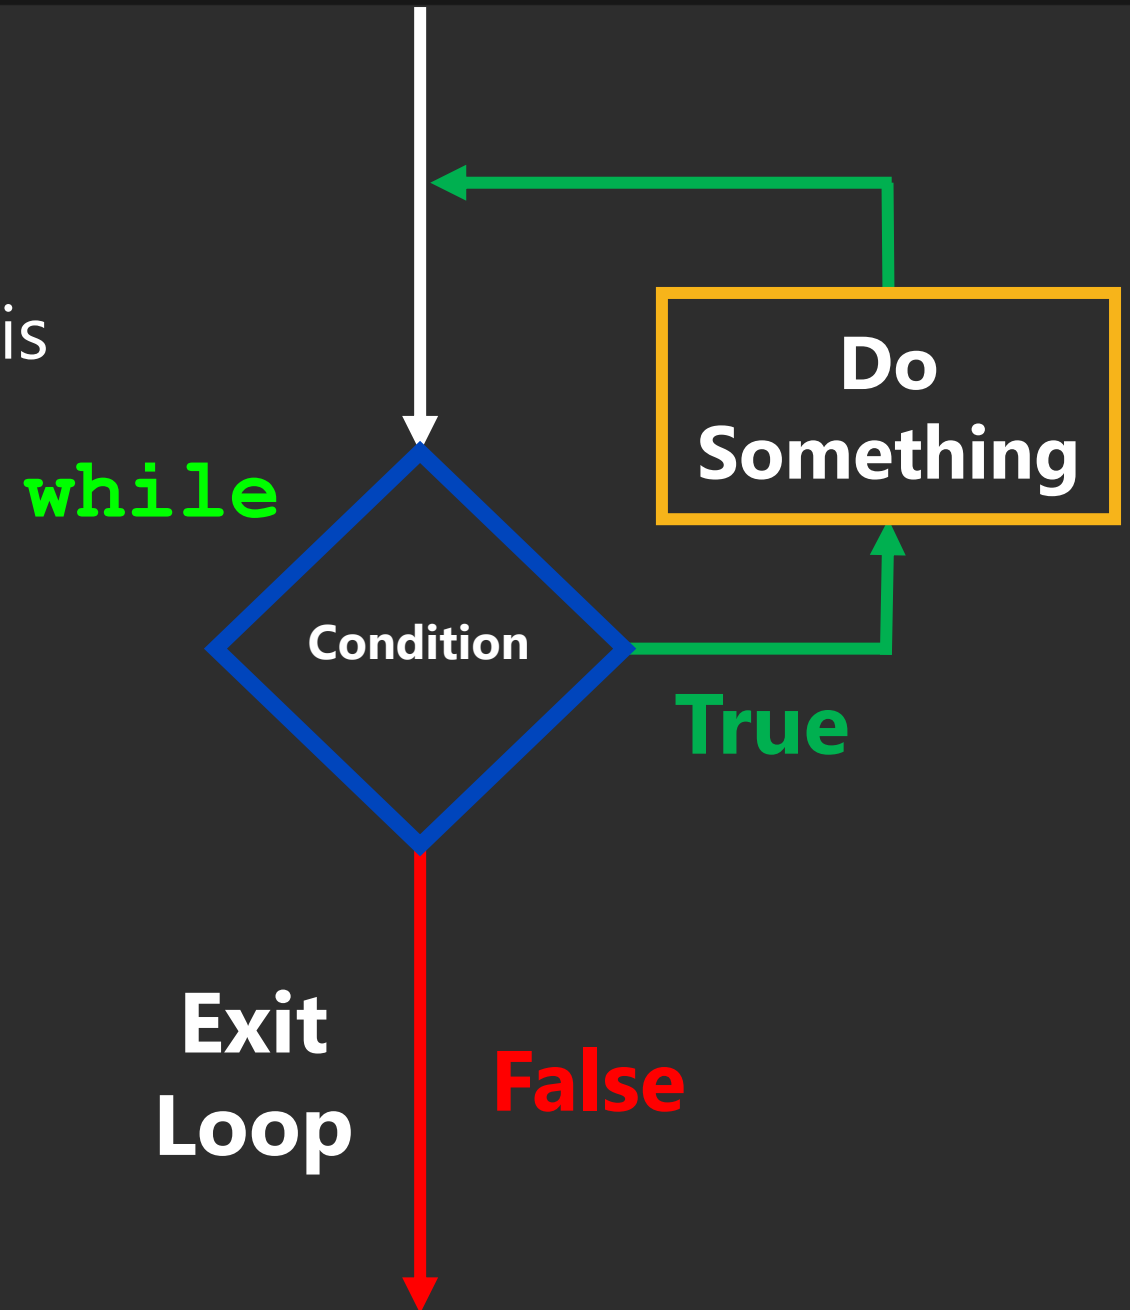 is
while
Do
Something
Condition
True
Exit
Loop
False